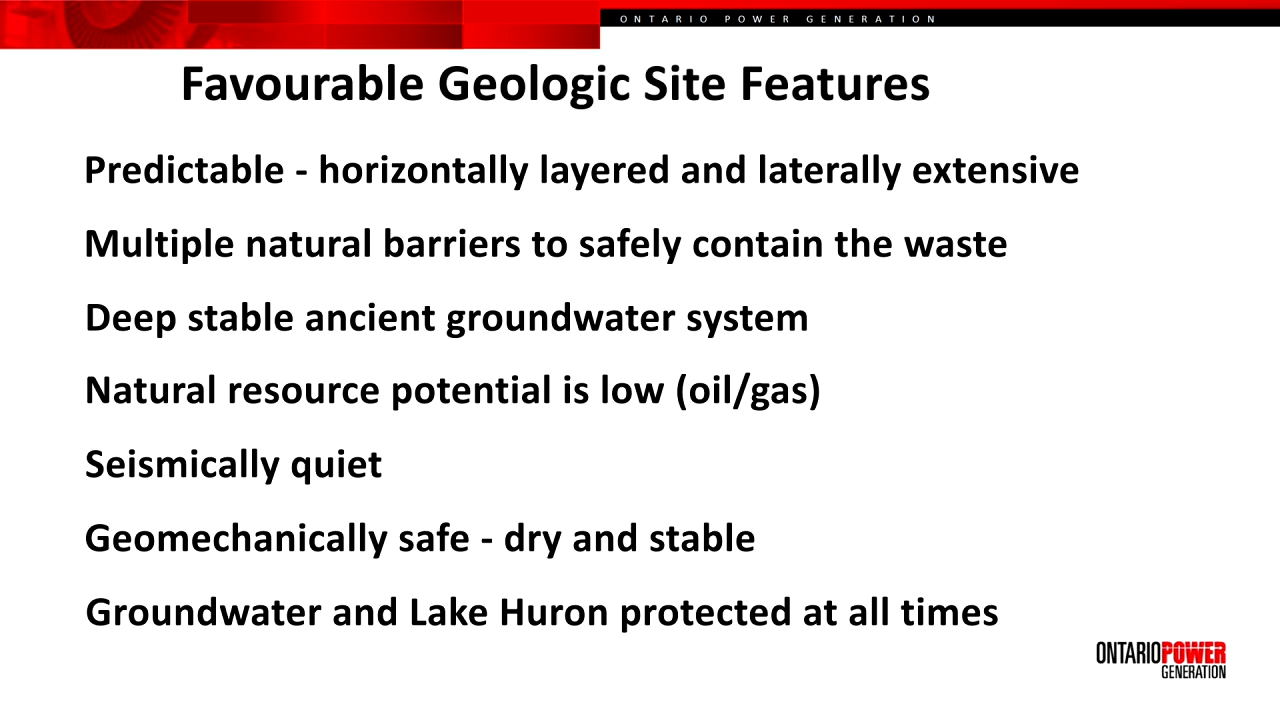 ONTARIO POWER GENERATION
Favourable Geologic Site Features
Predictable - horizontally layered and laterally extensive
Multiple natural barriers to safely contain the waste
Deep stable ancient groundwater system
Natural resource potential is low (oil/gas)
Seismically quiet
Geomechanically safe - dry and stable
Groundwater and Lake Huron protected at all times
ONTARIOPOWER
GENERATION